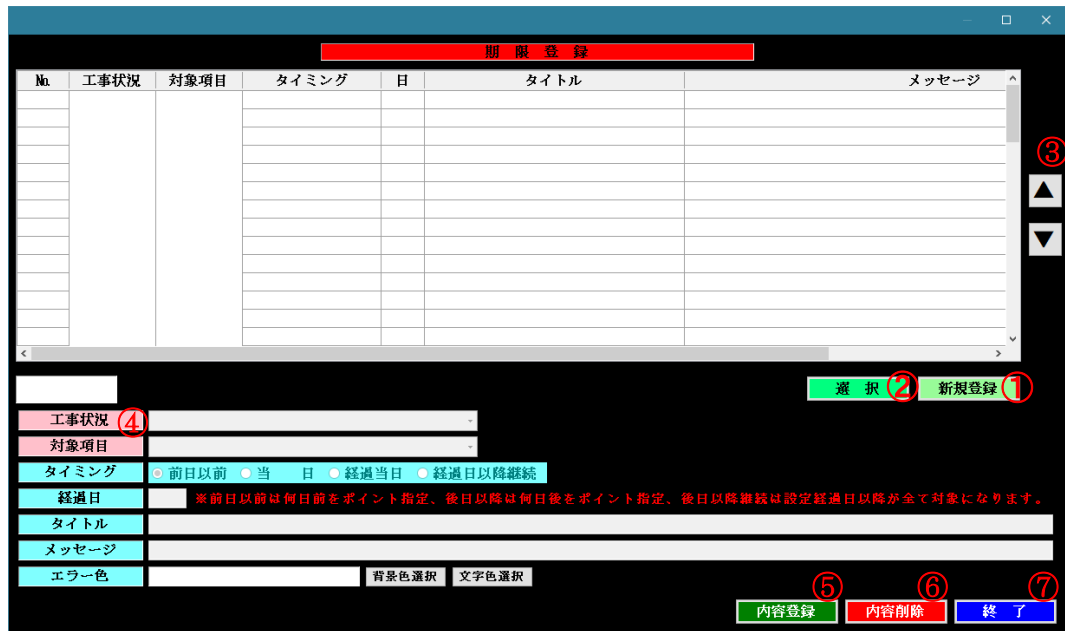 期 限 登 録
№ 工事状況 対象項目 タイミング 日 タイトル メッセージ
③
▲
▼
選 択 ② 新規登録 ①
工事状況 ④
対象項目
タイミング 前日以前 当 日 経過当日 経過日以降継続
経過日 ※前日以前は何日前をポイント指定、後日以降は何日後をポイント指定、後日以降継続は設定経過日以降が全て対象になります。
タイトル
メッセージ
エラー色 背景色選択 文字色選択
⑤ ⑥ ⑦
内容登録 内容削除 終 了